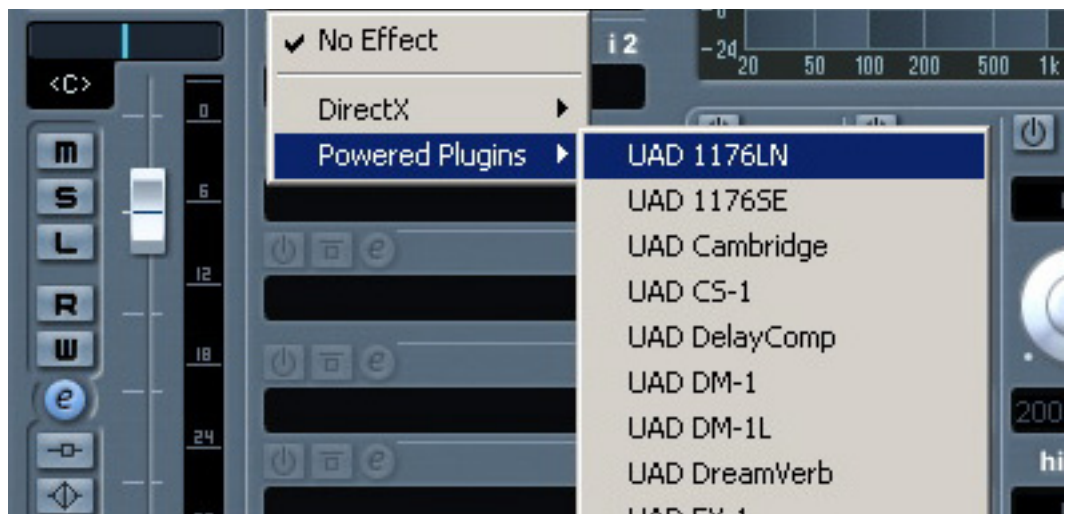 <C>
M
S
L
R
W
e
0
6
12
18
24
No Effect
DirectX
Powered Plugins
i 2
e
e
e
-24
20 50 100 200 500 1k
UAD 1176LN
UAD 1176SE
UAD Cambridge
UAD CS-1
UAD DelayComp
UAD DM-1
UAD DM-1L
UAD DreamVerb
200
hi